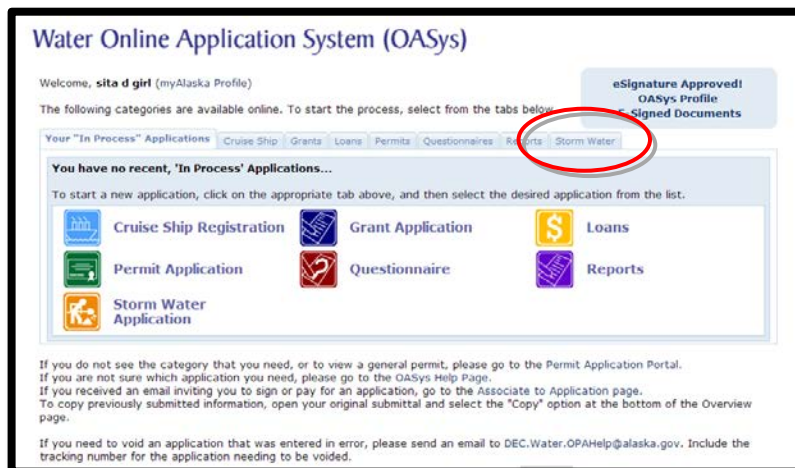 Water Online Application System (OASys)
Welcome, sita d girl (myAlaska Profile)
The following categories are available online. To start the process, select from the tabs below
eSignature Approved!
OASys Profile
E-Signed Documents
Your "In Process" Applications Cruise Ship Grants Loans Permits Questionnaires Reports Storm Water
You have no recent, 'In Process' Applications...
To start a new application, click on the appropriate tab above, and then select the desired application from the list.
Cruise Ship Registration Grant Application Loans
Permit Application Questionnaire Reports
Storm Water
Application
If you do not see the category that you need, or to view a general permit, please go to the Permit Application Portal.
If you are not sure which application you need, please go to the OASys Help Page.
If you received an email inviting you to sign or pay for an application, go to the Associate to Application page.
To copy previously submitted information, open your original submittal and select the "Copy" option at the bottom of the Overview
page.
If you need to void an application that was entered in error, please send an email to DEC.Water.OPAHelp@alaska.gov. Include the
tracking number for the application needing to be voided.